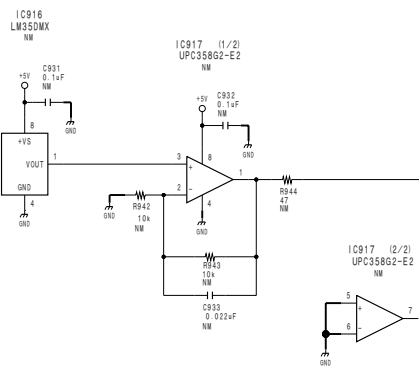 IC916
LM35DMX
NM
IC917 (1/2)
UPC358G2-E2
NM
C931
0.1uF
NM
+5V
GND
8
+VS
VOUT
1
GND
4
GND
C932
0.1uF
NM
+5V
GND
8
3
+
2
-
1
4
GND
GND
R942
10k
NM
R944
47
NM
R943
10k
NM
C933
0.022uF
NM
IC917 (2/2)
UPC358G2-E2
NM
5
+
6
-
7
GND